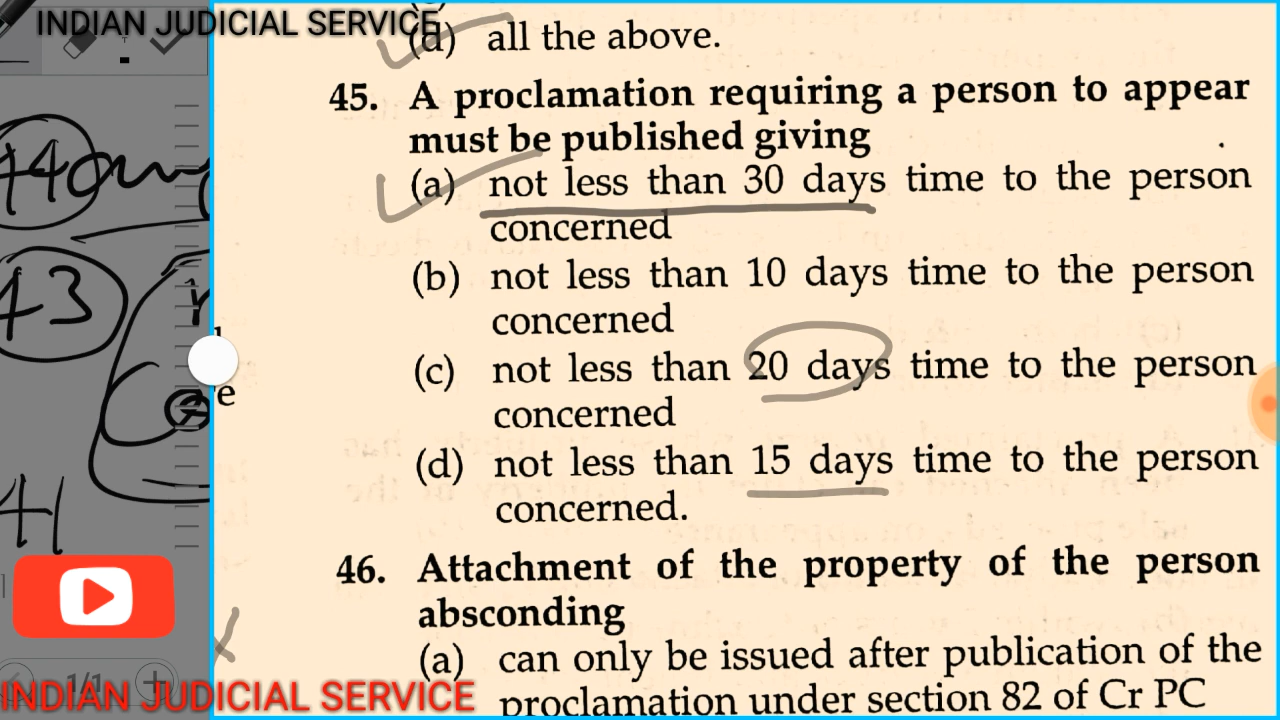 INDIAN JUDICIAL SERVICE
(d) all the above.
45. A proclamation requiring a person to appear
must be published giving
(a) not less than 30 days time to the person
concerned
(b) not less than 10 days time to the person
concerned
(c) not less than 20 days time to the person
concerned
(d) not less than 15 days time to the person
concerned.
46. Attachment of the property of the person
absconding
(a) can only be issued after publication of the
proclamation under section 82 of Cr PC
43
41
1/1
INDIAN JUDICIAL SERVICE